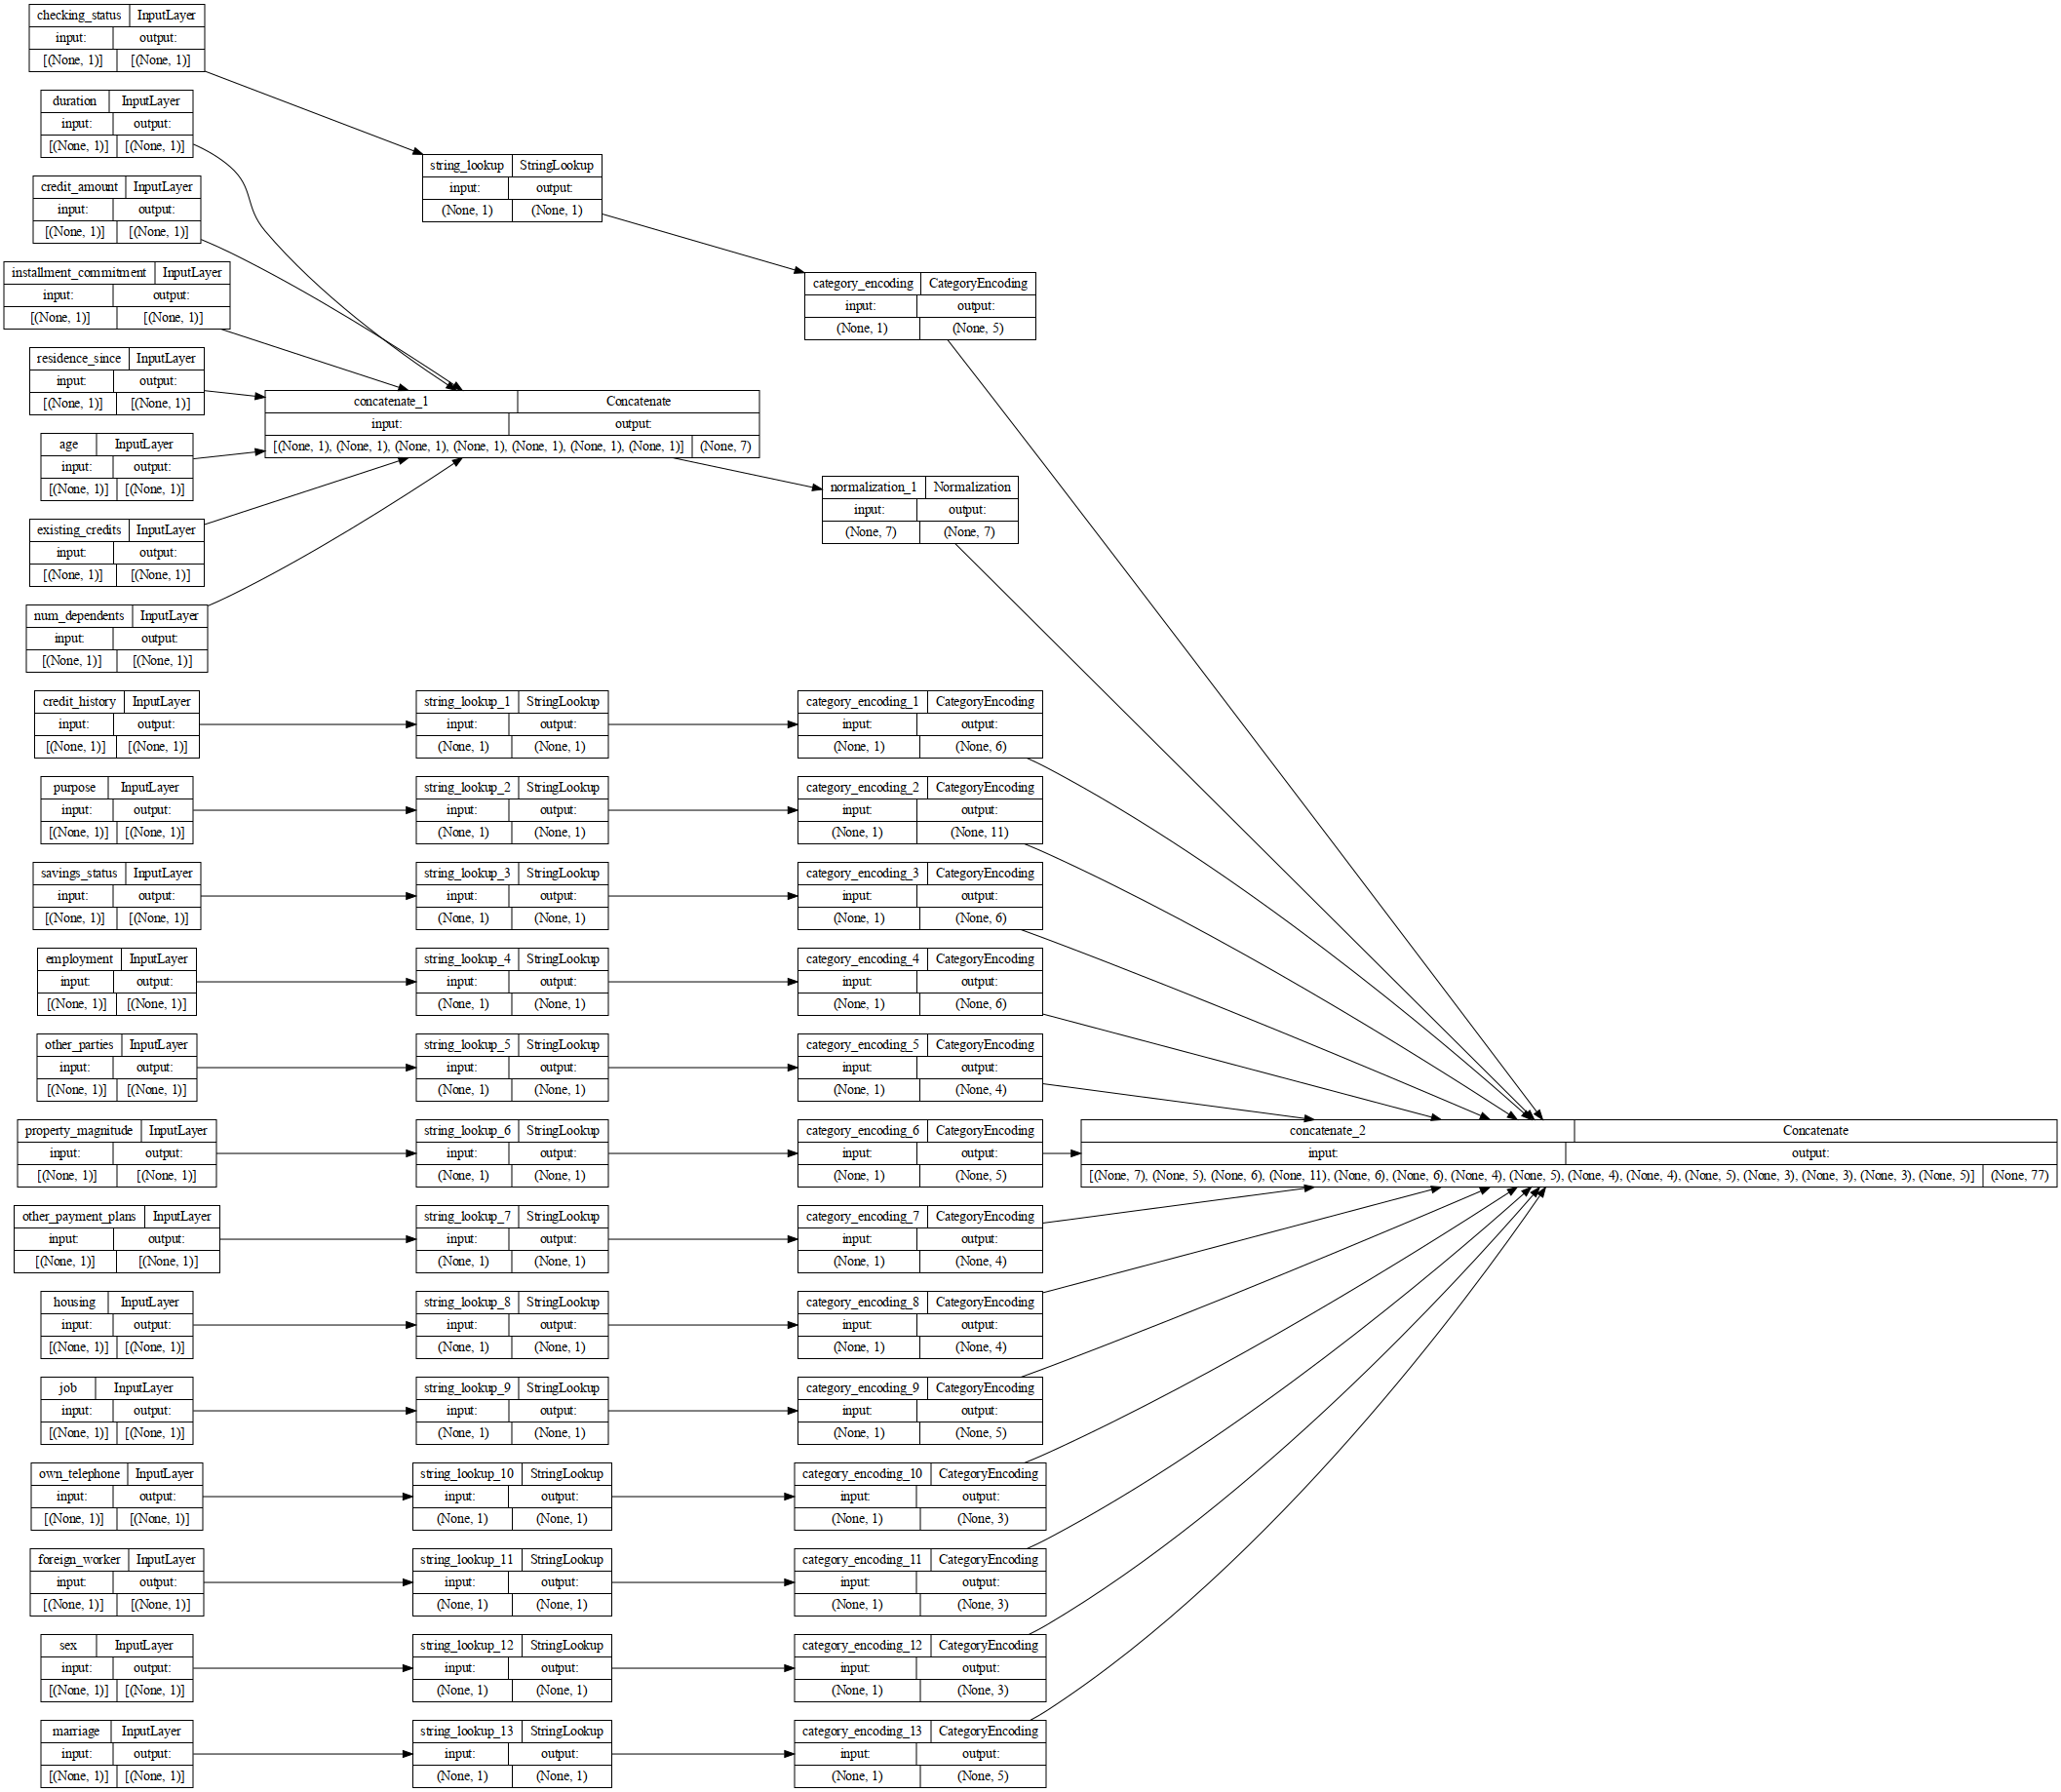 checking_status InputLayer
input: output:
[(None, 1)] [(None, 1)]
duration InputLayer
input: output:
[(None, 1)] [(None, 1)]
credit_amount InputLayer
input: output:
[(None, 1)] [(None, 1)]
installment_commitment InputLayer
input: output:
[(None, 1)] [(None, 1)]
residence_since InputLayer
input: output:
[(None, 1)] [(None, 1)]
age InputLayer
input: output:
[(None, 1)] [(None, 1)]
existing_credits InputLayer
input: output:
[(None, 1)] [(None, 1)]
num_dependents InputLayer
input: output:
[(None, 1)] [(None, 1)]
string_lookup StringLookup
input: output:
(None, 1) (None, 1)
category_encoding CategoryEncoding
input: output:
(None, 1) (None, 5)
concatenate_1 Concatenate
input: output:
[(None, 1), (None, 1), (None, 1), (None, 1), (None, 1), (None, 1), (None, 1)] (None, 7)
normalization_1 Normalization
input: output:
(None, 7) (None, 7)
credit_history InputLayer
input: output:
[(None, 1)] [(None, 1)]
string_lookup_1 StringLookup
input: output:
(None, 1) (None, 1)
category_encoding_1 CategoryEncoding
input: output:
(None, 1) (None, 6)
purpose InputLayer
input: output:
[(None, 1)] [(None, 1)]
string_lookup_2 StringLookup
input: output:
(None, 1) (None, 1)
category_encoding_2 CategoryEncoding
input: output:
(None, 1) (None, 11)
savings_status InputLayer
input: output:
[(None, 1)] [(None, 1)]
string_lookup_3 StringLookup
input: output:
(None, 1) (None, 1)
category_encoding_3 CategoryEncoding
input: output:
(None, 1) (None, 6)
employment InputLayer
input: output:
[(None, 1)] [(None, 1)]
string_lookup_4 StringLookup
input: output:
(None, 1) (None, 1)
category_encoding_4 CategoryEncoding
input: output:
(None, 1) (None, 6)
other_parties InputLayer
input: output:
[(None, 1)] [(None, 1)]
string_lookup_5 StringLookup
input: output:
(None, 1) (None, 1)
category_encoding_5 CategoryEncoding
input: output:
(None, 1) (None, 4)
property_magnitude InputLayer
input: output:
[(None, 1)] [(None, 1)]
string_lookup_6 StringLookup
input: output:
(None, 1) (None, 1)
category_encoding_6 CategoryEncoding
input: output:
(None, 1) (None, 5)
concatenate_2 Concatenate
input: output:
[(None, 7), (None, 5), (None, 6), (None, 11), (None, 6), (None, 6), (None, 4), (None, 5), (None, 4), (None, 4), (None, 5), (None, 3), (None, 3), (None, 3), (None, 5)] (None, 77)
other_payment_plans InputLayer
input: output:
[(None, 1)] [(None, 1)]
string_lookup_7 StringLookup
input: output:
(None, 1) (None, 1)
category_encoding_7 CategoryEncoding
input: output:
(None, 1) (None, 4)
housing InputLayer
input: output:
[(None, 1)] [(None, 1)]
string_lookup_8 StringLookup
input: output:
(None, 1) (None, 1)
category_encoding_8 CategoryEncoding
input: output:
(None, 1) (None, 4)
job InputLayer
input: output:
[(None, 1)] [(None, 1)]
string_lookup_9 StringLookup
input: output:
(None, 1) (None, 1)
category_encoding_9 CategoryEncoding
input: output:
(None, 1) (None, 5)
own_telephone InputLayer
input: output:
[(None, 1)] [(None, 1)]
string_lookup_10 StringLookup
input: output:
(None, 1) (None, 1)
category_encoding_10 CategoryEncoding
input: output:
(None, 1) (None, 3)
foreign_worker InputLayer
input: output:
[(None, 1)] [(None, 1)]
string_lookup_11 StringLookup
input: output:
(None, 1) (None, 1)
category_encoding_11 CategoryEncoding
input: output:
(None, 1) (None, 3)
sex InputLayer
input: output:
[(None, 1)] [(None, 1)]
string_lookup_12 StringLookup
input: output:
(None, 1) (None, 1)
category_encoding_12 CategoryEncoding
input: output:
(None, 1) (None, 3)
marriage InputLayer
input: output:
[(None, 1)] [(None, 1)]
string_lookup_13 StringLookup
input: output:
(None, 1) (None, 1)
category_encoding_13 CategoryEncoding
input: output:
(None, 1) (None, 5)